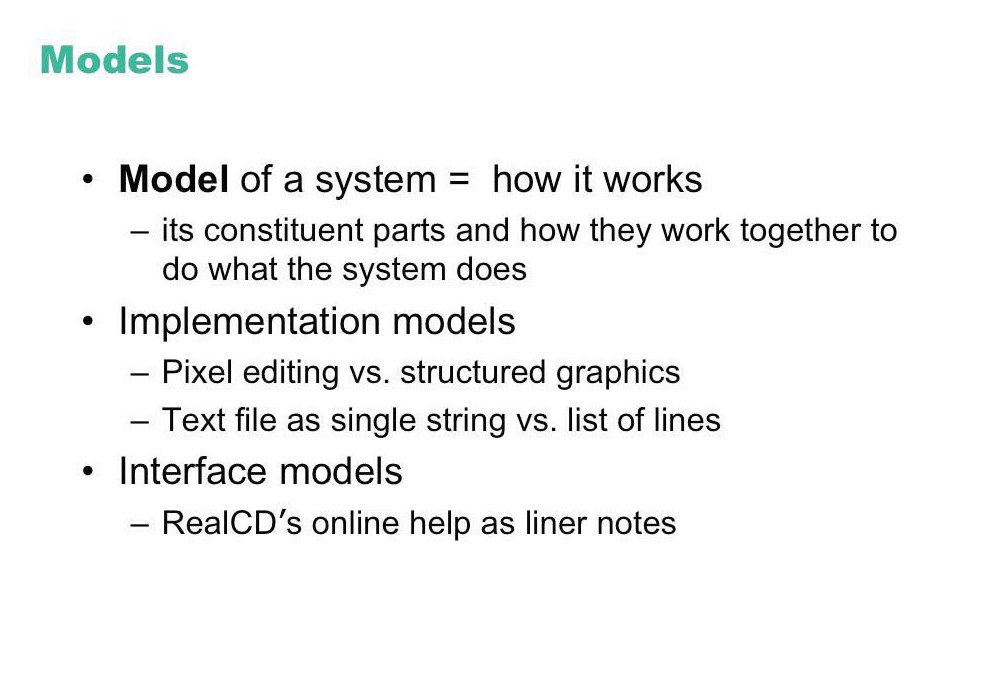 Models
• Model of a system =  how it works
– its constituent parts and how they work together to
do what the system does
• Implementation models
– Pixel editing vs. structured graphics
– Text file as single string vs. list of lines
• Interface models
– RealCD′s online help as liner notes